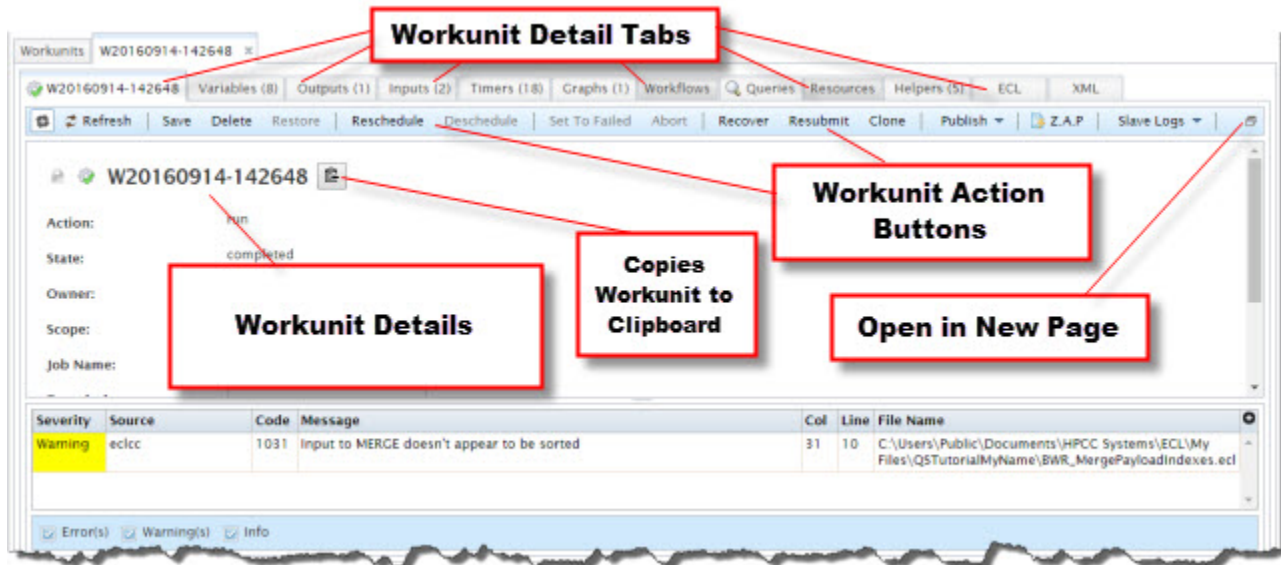 Workunit Detail Tabs
Workunits W20160914-142648 ×
W20160914-142648 Variables (8) Outputs (1) Inputs (2) Timers (18) Graphs (1) Workflows Queries Resources Helpers (5) ECL XML
Refresh Save Delete Restore Reschedule Deschedule Set To Failed Abort Recover Resubmit Clone Publish Z.A.P Slave Logs
W20160914-142648
Workunit Action
Buttons
Action: run
State: completed
Copies
Workunit to
Clipboard
Owner:
Scope:
Workunit Details
Open in New Page
Job Name:
Severity Source Code Message Col Line File Name
Warning eclcc 1031 Input to MERGE doesn't appear to be sorted 31 10 C:\Users\Public\Documents\HPCC Systems\ECL\My
Files\QSTutorialMyName\BWR_MergePayloadIndexes.ecl
Error(s) Warning(s) Info